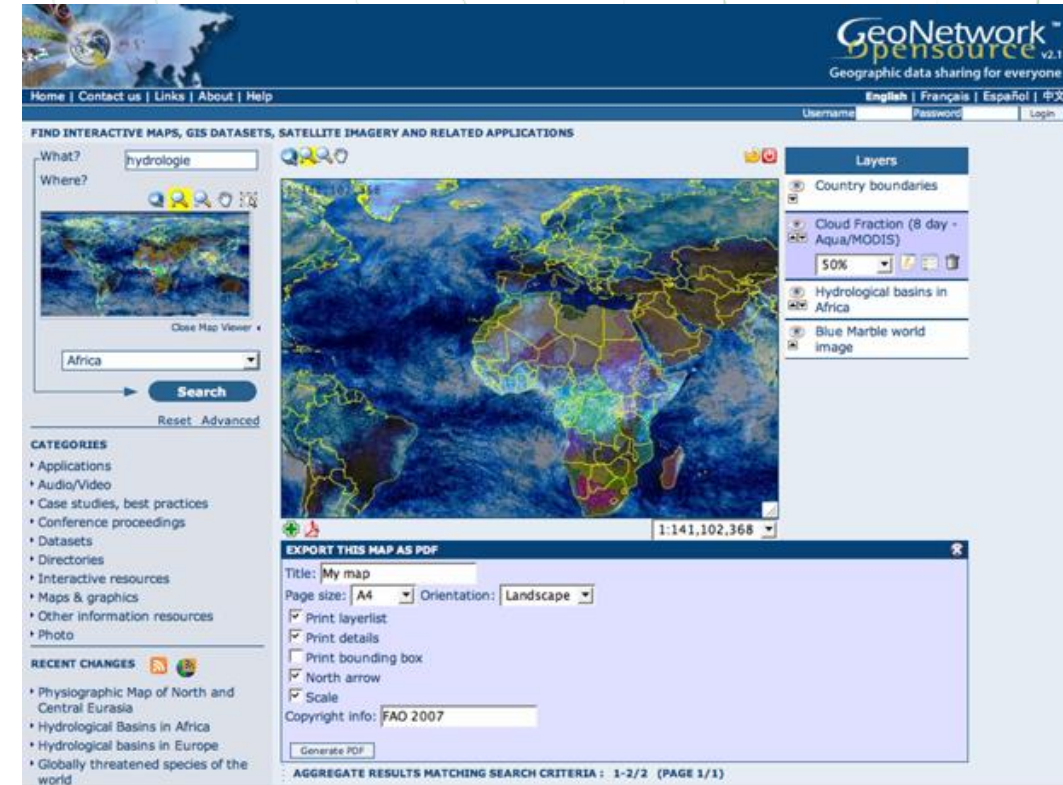 GeoNetwork™
Opensource v2.1
Geographic data sharing for everyone
Home | Contact us | Links | About | Help
English | Français | Español | 中文
Username Password Login
FIND INTERACTIVE MAPS, GIS DATASETS, SATELLITE IMAGERY AND RELATED APPLICATIONS
What? hydrologie
Where?
Close Map Viewer
Africa
Search
Reset Advanced
CATEGORIES
Applications
Audio/Video
Case studies, best practices
Conference proceedings
Datasets
Directories
Interactive resources
Maps & graphics
Other information resources
Photo
RECENT CHANGES
Physiographic Map of North and
Central Eurasia
Hydrological Basins in Africa
Hydrological basins in Europe
Globally threatened species of the
world
1:141,102,368
Layers
Country boundaries
Cloud Fraction (8 day -
Aqua/MODIS)
50%
Hydrological basins in
Africa
Blue Marble world
image
1:141,102,368
EXPORT THIS MAP AS PDF
Title: My map
Page size: A4 Orientation: Landscape
Print layerlist
Print details
Print bounding box
North arrow
Scale
Copyright info: FAO 2007
Generate PDF
AGGREGATE RESULTS MATCHING SEARCH CRITERIA : 1-2/2 (PAGE 1/1)